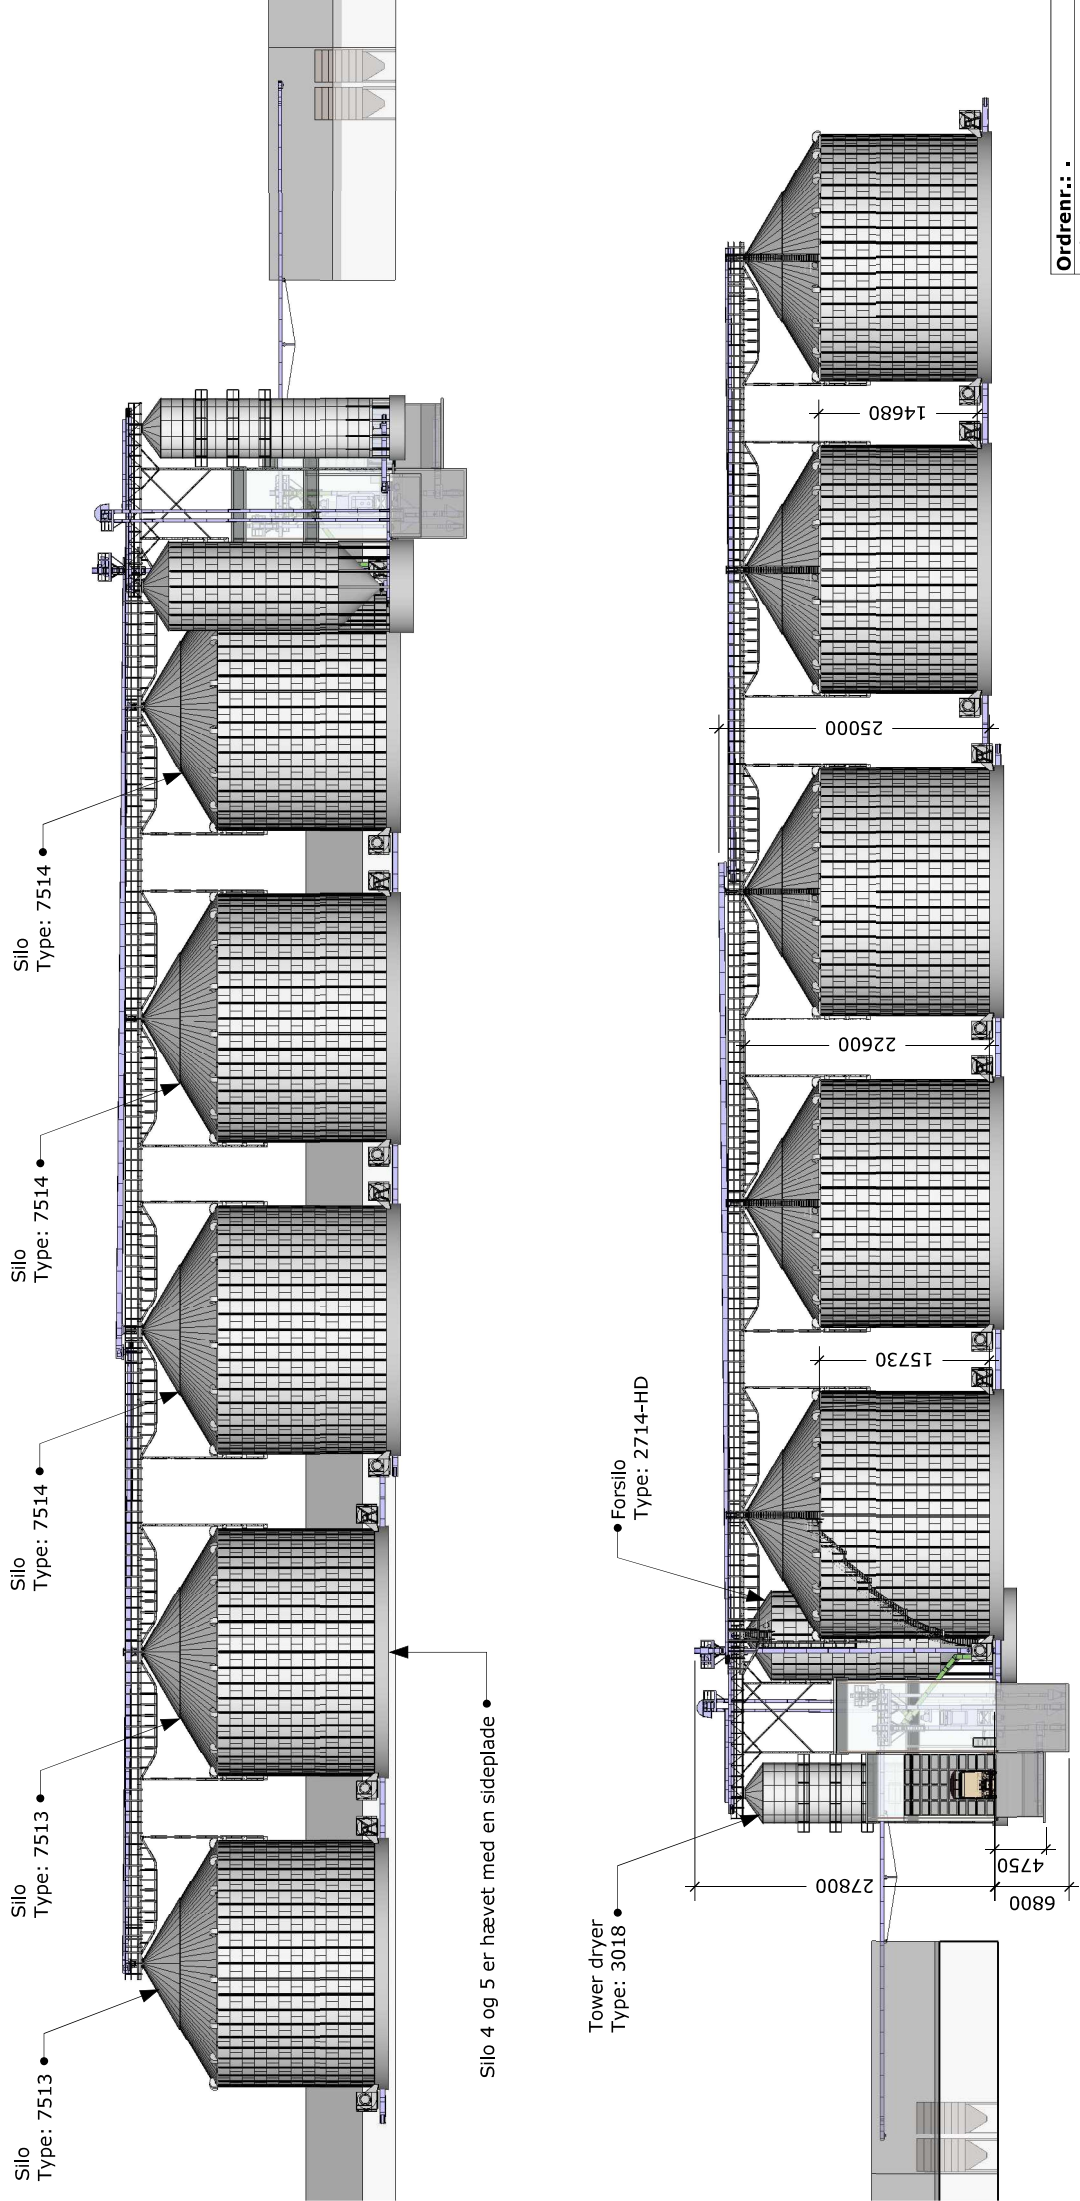 Silo
Type: 7513
Silo
Type: 7513
Silo
Type: 7514
Silo
Type: 7514
Silo
Type: 7514
Silo 4 og 5 er hævet med en sideplade
Tower dryer
Type: 3018
Forsilo
Type: 2714-HD
27800
6800
4750
15730
22600
25000
14680
Ordrenr.: .